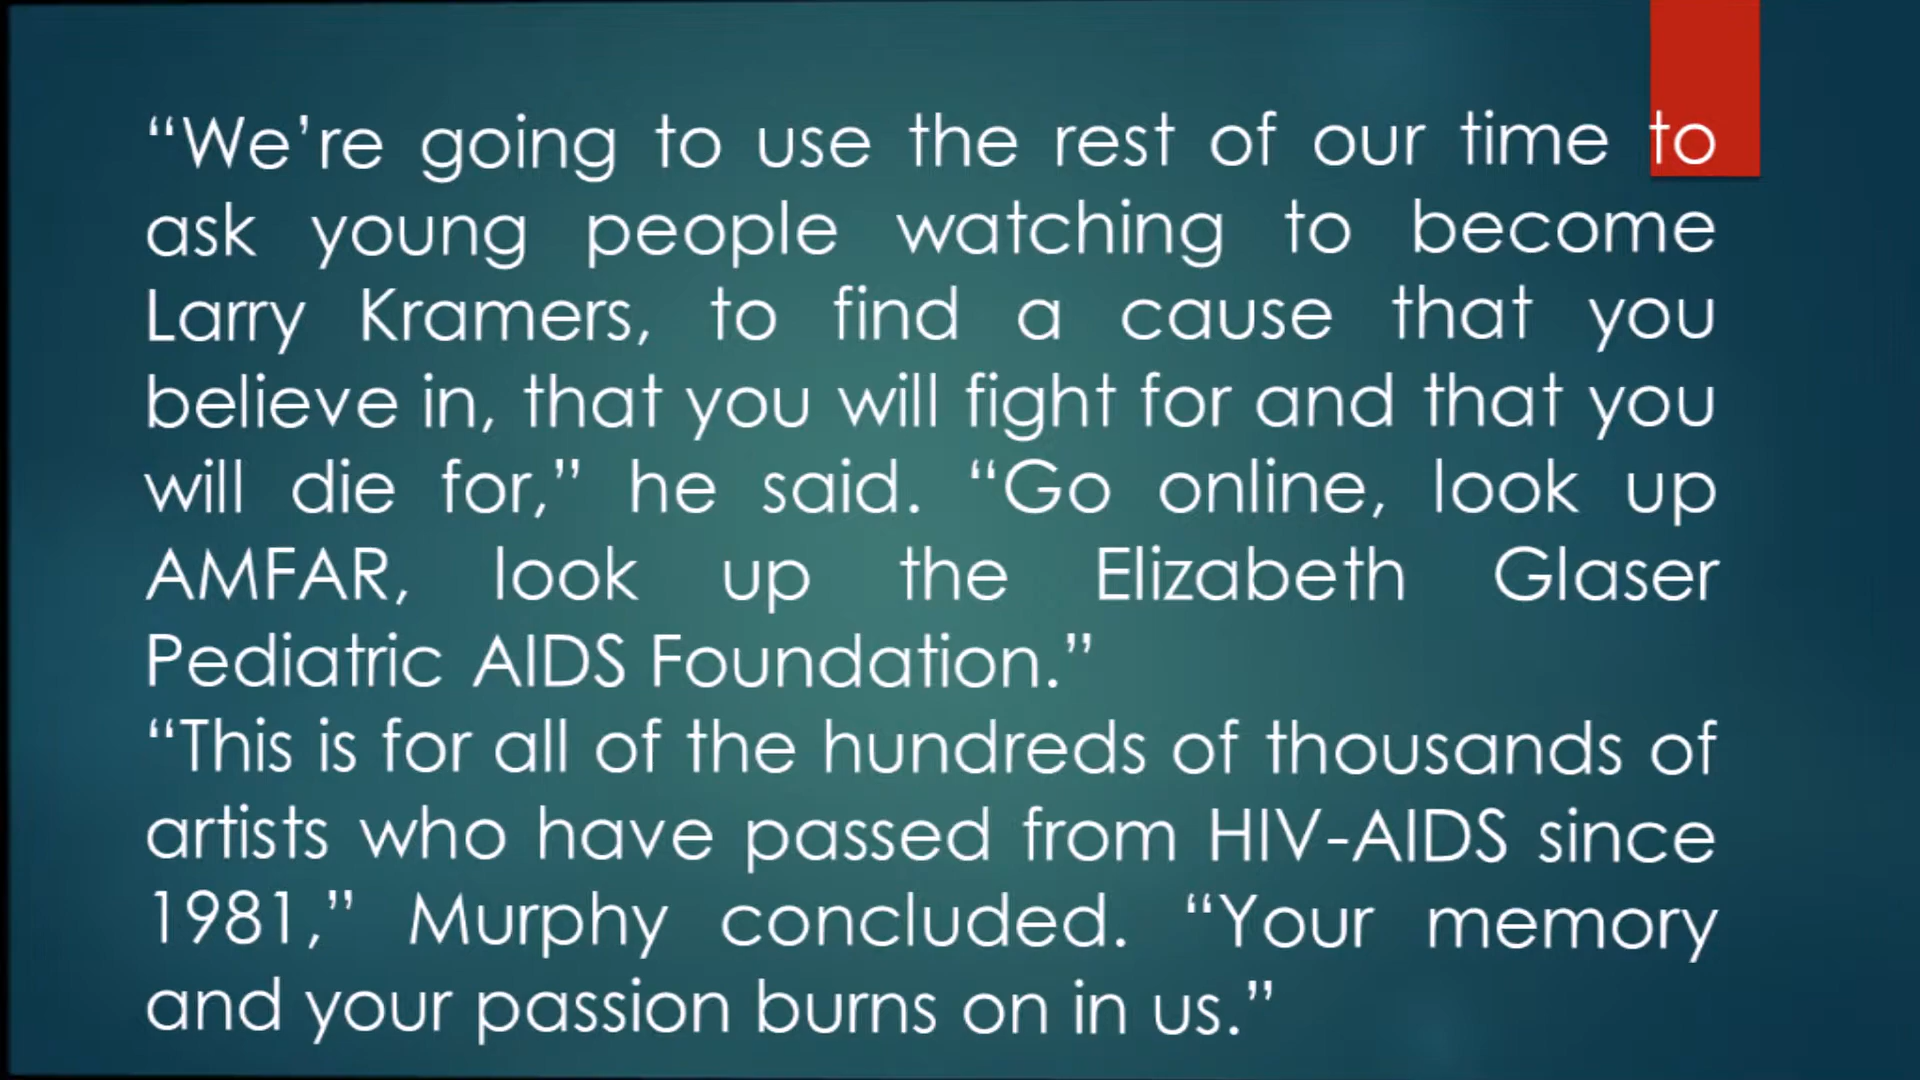 “We’re going to use the rest of our time to
ask young people watching to become
Larry Kramers, to find a cause that you
believe in, that you will fight for and that you
will die for,” he said. “Go online, look up
AMFAR, look up the Elizabeth Glaser
Pediatric AIDS Foundation.”
“This is for all of the hundreds of thousands of
artists who have passed from HIV-AIDS since
1981,” Murphy concluded. “Your memory
and your passion burns on in us.”